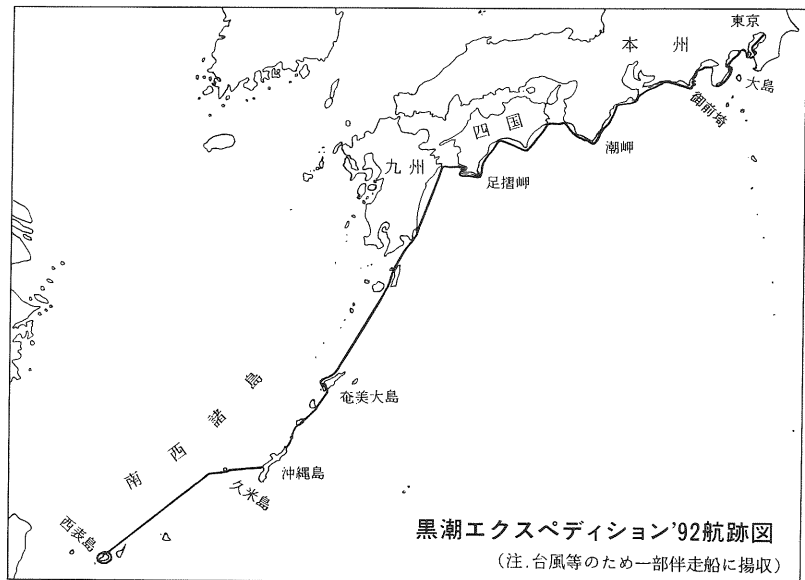 東京
本州
大島
御前埼
四国
潮岬
九州
足摺岬
奄美大島
南西諸島
沖縄島
久米島
西表島
黒潮エクスペディション'92航跡図
(注.台風等のため一部伴走船に揚収)